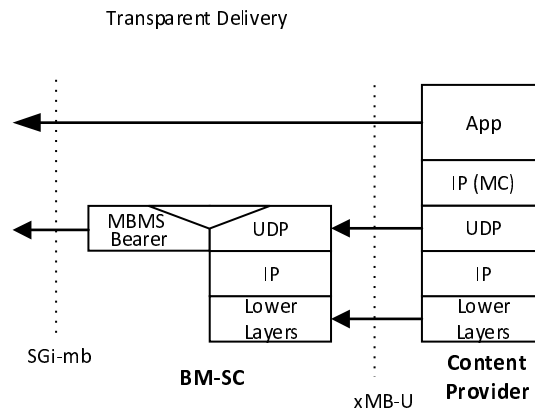 Transparent Delivery
App
IP (MC)
MBMS
Bearer
UDP
UDP
IP
IP
Lower
Layers
Lower
Layers
SGi-mb
BM-SC
xMB-U
Content
Provider